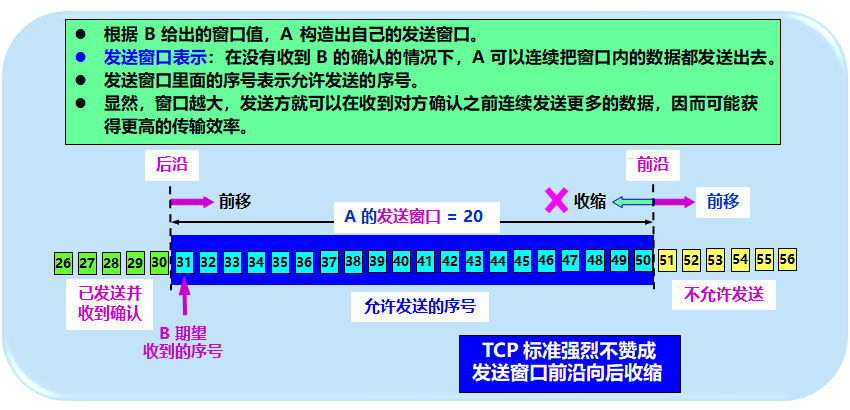 ● 根据 B 给出的窗口值，A 构造出自己的发送窗口。
● 发送窗口表示：在没有收到 B 的确认的情况下，A 可以连续把窗口内的数据都发送出去。
● 发送窗口里面的序号表示允许发送的序号。
● 显然，窗口越大，发送方就可以在收到对方确认之前连续发送更多的数据，因而可能获
得更高的传输效率。
后沿
前沿
前移
收缩
前移
A 的发送窗口 = 20
26 27 28 29 30 31 32 33 34 35 36 37 38 39 40 41 42 43 44 45 46 47 48 49 50 51 52 53 54 55 56
已发送并
收到确认
允许发送的序号
不允许发送
B 期望
收到的序号
TCP 标准强烈不赞成
发送窗口前沿向后收缩